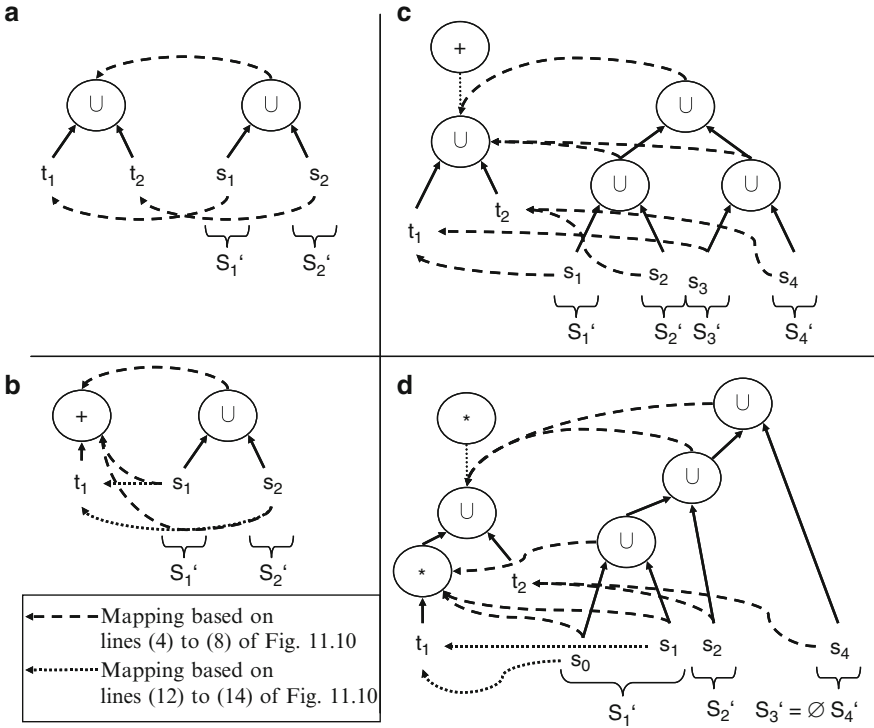 a
∪ ∪
t1 t2 s1 s2
S1‘ S2‘
c
+
∪
∪
∪ ∪
t2
t1
s1 s2 s3 s4
S1‘ S2‘ S3‘ S4‘
b
+ ∪
t1 s1 s2
S1‘ S2‘
Mapping based on
lines (4) to (8) of Fig. 11.10
Mapping based on
lines (12) to (14) of Fig. 11.10
d
∪
*
∪
∪
∪
*
t2
t1 s0 s1 s2 s4
S1‘ S2‘ S3‘ = ∅ S4‘